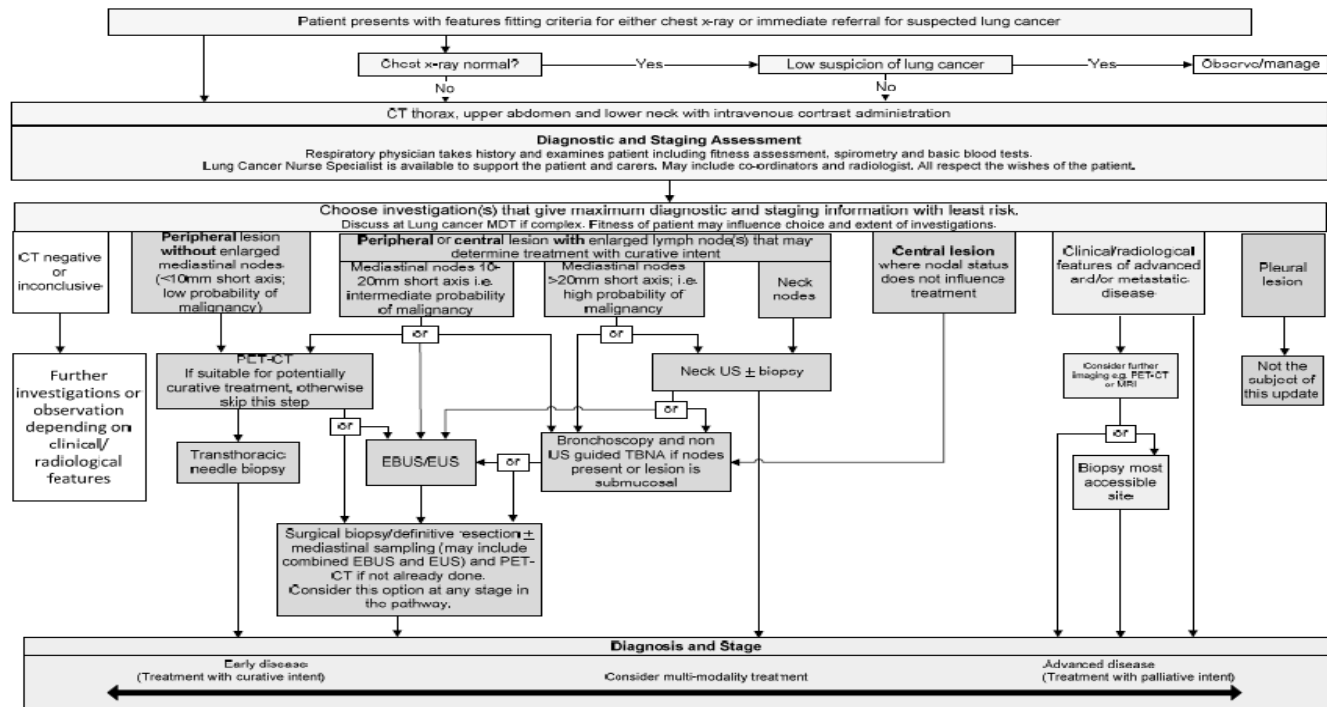 Patient presents with features fitting criteria for either chest x-ray or immediate referral for suspected lung cancer
Chest x-ray normal?
Yes
Low suspicion of lung cancer
Yes
Observe/manage
No
No
CT thorax, upper abdomen and lower neck with intravenous contrast administration
Diagnostic and Staging Assessment
Respiratory physician takes history and examines patient including fitness assessment, spirometry and basic blood tests.
Lung Cancer Nurse Specialist is available to support the patient and carers. May include co-ordinators and radiologist. All respect the wishes of the patient.
Choose investigation(s) that give maximum diagnostic and staging information with least risk.
Discuss at Lung cancer MDT if complex. Fitness of patient may influence choice and extent of investigations.
CT negative
or
inconclusive
Peripheral lesion
without enlarged
mediastinal nodes
(<10mm short axis;
low probability of
malignancy)
Peripheral or central lesion with enlarged lymph node(s) that may
determine treatment with curative intent
Mediastinal nodes 10-
20mm short axis i.e.
intermediate probability
of malignancy
Mediastinal nodes
>20mm short axis; i.e.
high probability of
malignancy
Neck
nodes
Central lesion
where nodal status
does not influence
treatment
Clinical/radiological
features of advanced
and/or metastatic
disease
Pleural
lesion
or
or
Further
investigations or
observation
depending on
clinical/
radiological
features
PET-CT
If suitable for potentially
curative treatment, otherwise
skip this step
Neck US ± biopsy
Consider further
imaging e.g. PET-CT
or MRI
Not the
subject of
this update
or
or
or
Transthoracic
needle biopsy
EBUS/EUS
or
Bronchoscopy and non
US guided TBNA if nodes
present or lesion is
submucosal
Biopsy most
accessible
site
Surgical biopsy/definitive resection ±
mediastinal sampling (may include
combined EBUS and EUS) and PET-
CT if not already done.
Consider this option at any stage in
the pathway.
Diagnosis and Stage
Early disease
(Treatment with curative intent)
Consider multi-modality treatment
Advanced disease
(Treatment with palliative intent)